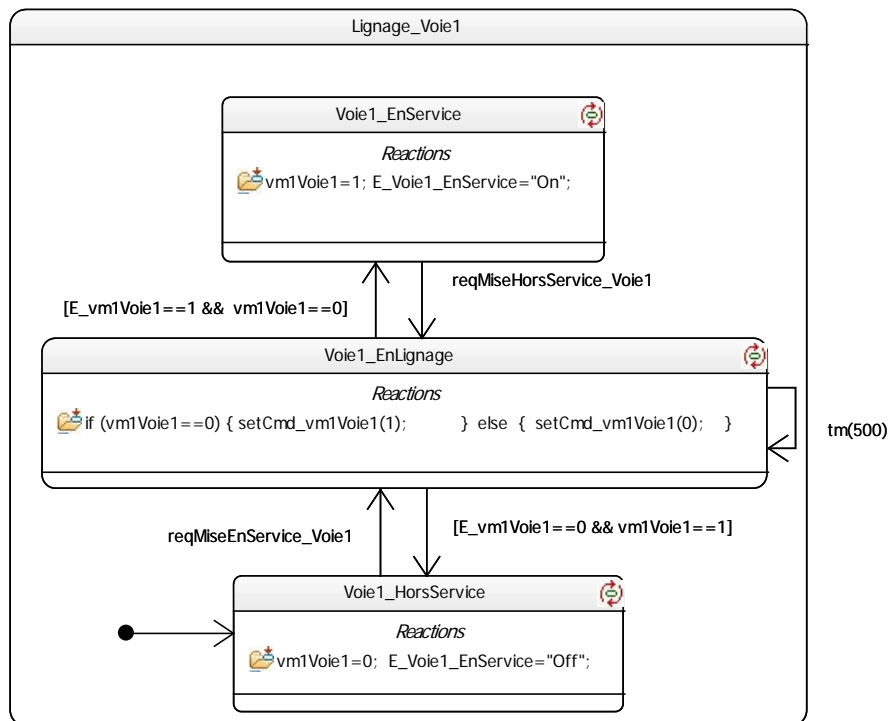 Lignage_Voie1
Voie1_EnService
Reactions
vm1Voie1=1; E_Voie1_EnService="On";
reqMiseHorsService_Voie1
[E_vm1Voie1==1 && vm1Voie1==0]
Voie1_EnLignage
Reactions
if (vm1Voie1==0) { setCmd_vm1Voie1(1); } else { setCmd_vm1Voie1(0); }
tm(500)
reqMiseEnService_Voie1
[E_vm1Voie1==0 && vm1Voie1==1]
Voie1_HorsService
Reactions
vm1Voie1=0; E_Voie1_EnService="Off";